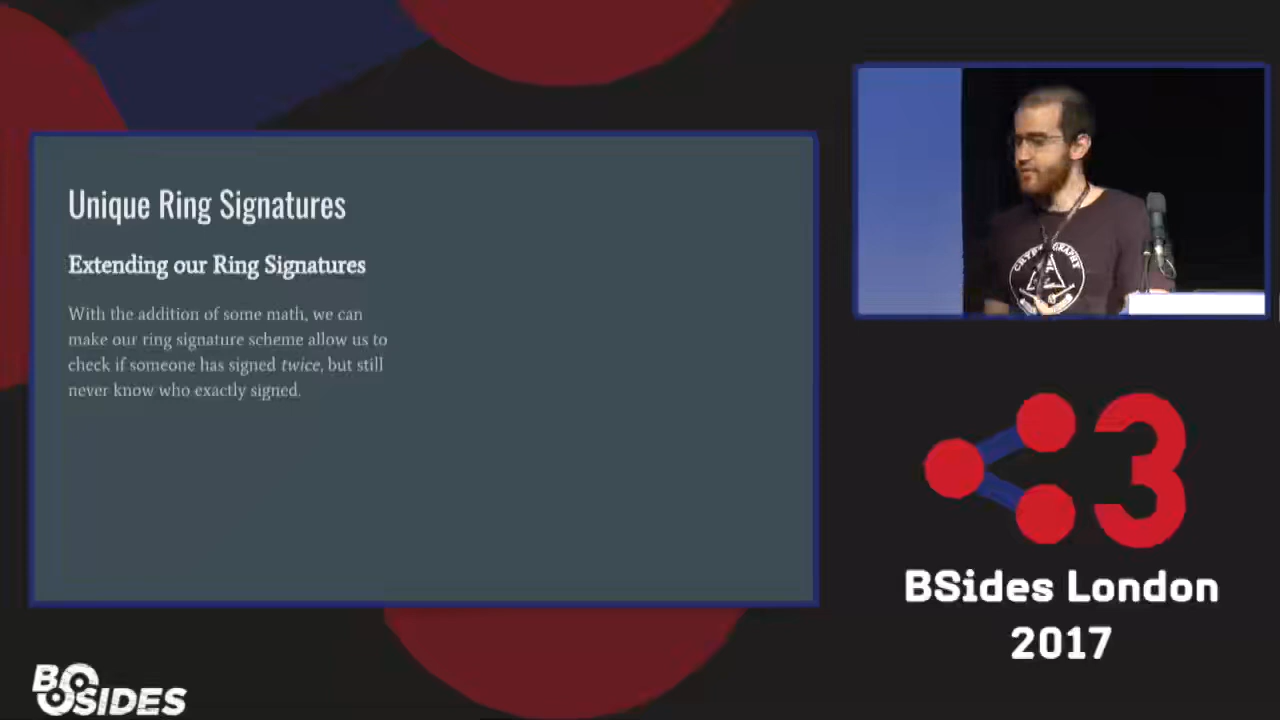 Unique Ring Signatures
Extending our Ring Signatures
With the addition of some math, we can
make our ring signature scheme allow us to
check if someone has signed twice, but still
never know who exactly signed.
CRYPTOGRAPHY
<3
BSides London
2017
BSIDES